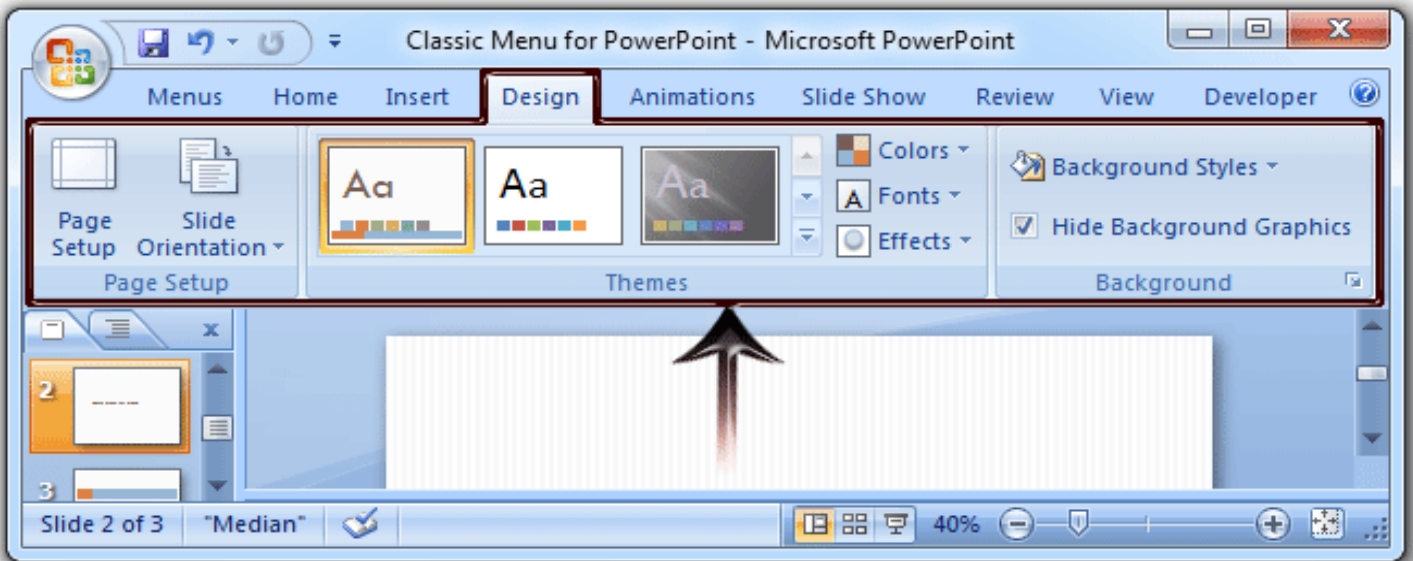 Classic Menu for PowerPoint - Microsoft PowerPoint
Menus Home Insert Design Animations Slide Show Review View Developer
Page Setup
Slide Orientation
Aa Aa Aa
Colors
Fonts
Effects
Background Styles
Hide Background Graphics
Page Setup Themes Background
2
3
Slide 2 of 3 "Median" 40%